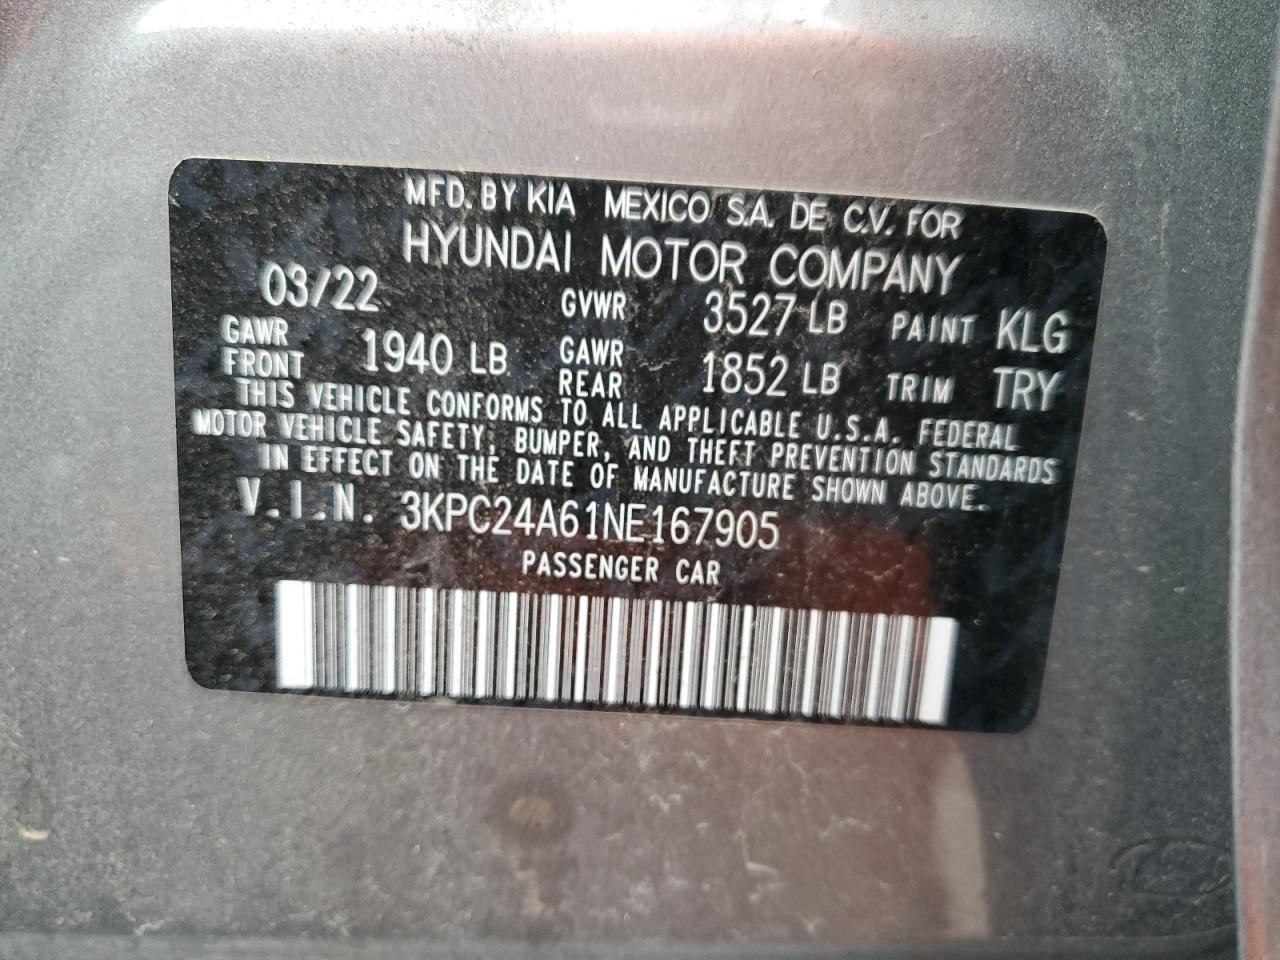 MFD. BY KIA MEXICO S.A. DE C.V. FOR
HYUNDAI MOTOR COMPANY
03/22 GVWR 3527 LB PAINT KLG
GAWR FRONT 1940 LB GAWR REAR 1852 LB TRIM TRY
THIS VEHICLE CONFORMS TO ALL APPLICABLE U.S.A. FEDERAL
MOTOR VEHICLE SAFETY, BUMPER, AND THEFT PREVENTION STANDARDS
IN EFFECT ON THE DATE OF MANUFACTURE SHOWN ABOVE.
V.I.N. 3KPC24A61NE167905
PASSENGER CAR